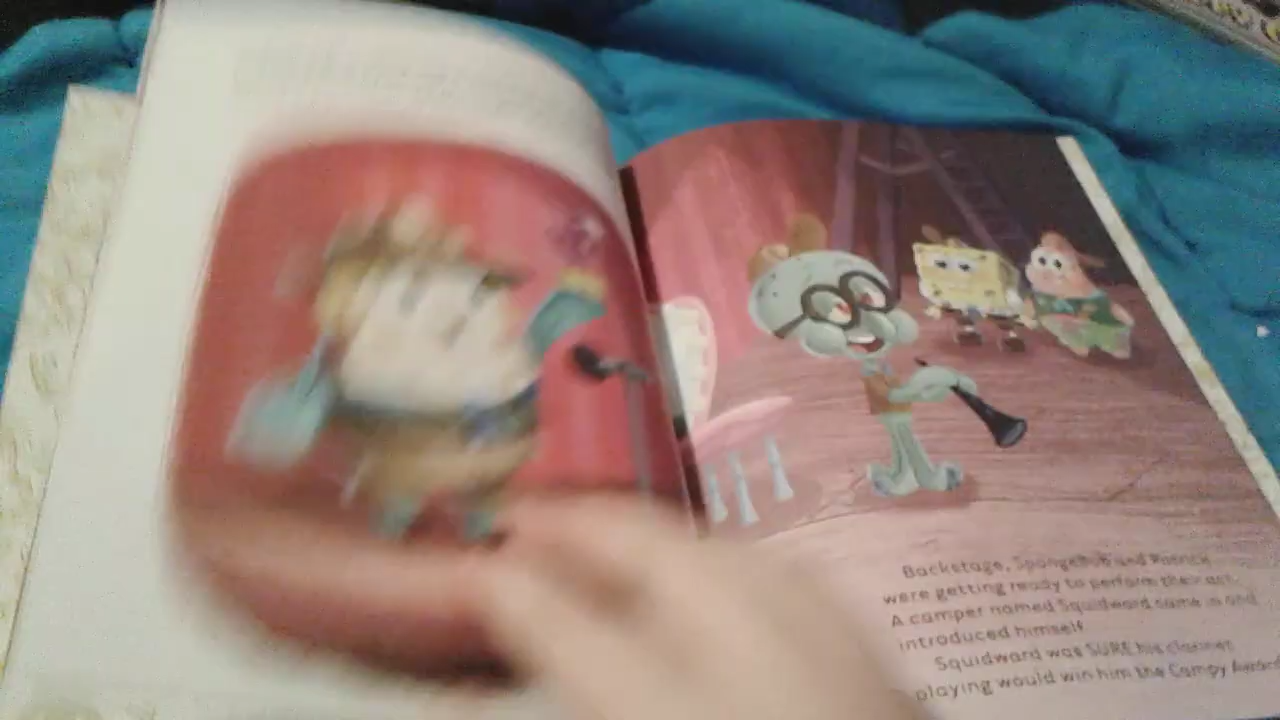 Backstage, SpongeBob and Patrick
were getting ready to perform their act.
A camper named Squidward came in and
introduced himself.
Squidward was SURE his clarinet
playing would win him the Campy Award